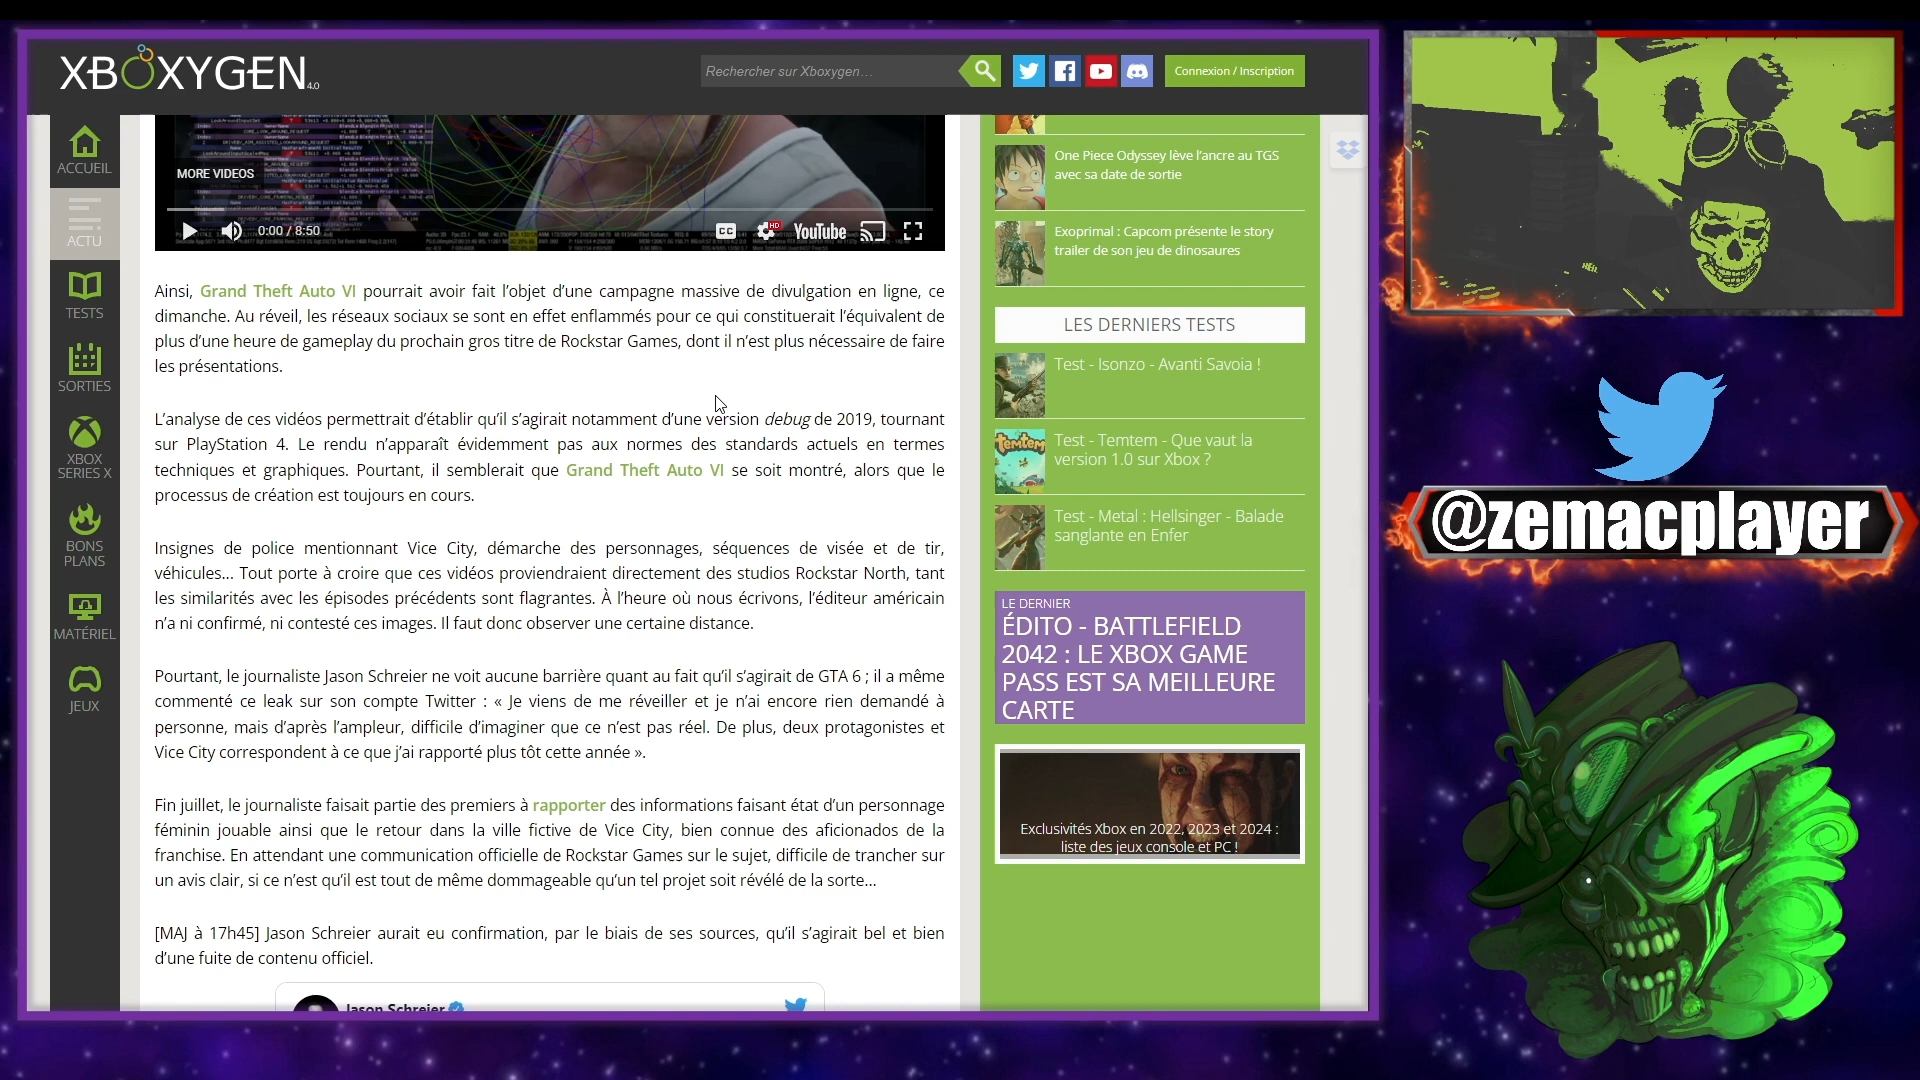 XBOXYGEN 4.0
Rechercher sur Xboxygen…
Connexion / Inscription
ACCUEIL
ACTU
TESTS
SORTIES
XBOX
SERIES X
BONS
PLANS
MATÉRIEL
JEUX
MORE VIDEOS
0:00 / 8:50
CC
HD
YouTube
Ainsi, Grand Theft Auto VI pourrait avoir fait l’objet d’une campagne massive de divulgation en ligne, ce
dimanche. Au réveil, les réseaux sociaux se sont en effet enflammés pour ce qui constituerait l’équivalent de
plus d’une heure de gameplay du prochain gros titre de Rockstar Games, dont il n’est plus nécessaire de faire
les présentations.
L’analyse de ces vidéos permettrait d’établir qu’il s’agirait notamment d’une version debug de 2019, tournant
sur PlayStation 4. Le rendu n’apparaît évidemment pas aux normes des standards actuels en termes
techniques et graphiques. Pourtant, il semblerait que Grand Theft Auto VI se soit montré, alors que le
processus de création est toujours en cours.
Insignes de police mentionnant Vice City, démarche des personnages, séquences de visée et de tir,
véhicules… Tout porte à croire que ces vidéos proviendraient directement des studios Rockstar North, tant
les similarités avec les épisodes précédents sont flagrantes. À l’heure où nous écrivons, l’éditeur américain
n’a ni confirmé, ni contesté ces images. Il faut donc observer une certaine distance.
Pourtant, le journaliste Jason Schreier ne voit aucune barrière quant au fait qu’il s’agirait de GTA 6 ; il a même
commenté ce leak sur son compte Twitter : « Je viens de me réveiller et je n’ai encore rien demandé à
personne, mais d’après l’ampleur, difficile d’imaginer que ce n’est pas réel. De plus, deux protagonistes et
Vice City correspondent à ce que j’ai rapporté plus tôt cette année ».
Fin juillet, le journaliste faisait partie des premiers à rapporter des informations faisant état d’un personnage
féminin jouable ainsi que le retour dans la ville fictive de Vice City, bien connue des aficionados de la
franchise. En attendant une communication officielle de Rockstar Games sur le sujet, difficile de trancher sur
un avis clair, si ce n’est qu’il est tout de même dommageable qu’un tel projet soit révélé de la sorte…
[MAJ à 17h45] Jason Schreier aurait eu confirmation, par le biais de ses sources, qu’il s’agirait bel et bien
d’une fuite de contenu officiel.
Jason Schreier
One Piece Odyssey lève l’ancre au TGS
avec sa date de sortie
Exoprimal : Capcom présente le story
trailer de son jeu de dinosaures
LES DERNIERS TESTS
Test - Isonzo - Avanti Savoia !
temtem
Test - Temtem - Que vaut la
version 1.0 sur Xbox ?
Test - Metal : Hellsinger - Balade
sanglante en Enfer
LE DERNIER
ÉDITO - BATTLEFIELD
2042 : LE XBOX GAME
PASS EST SA MEILLEURE
CARTE
Exclusivités Xbox en 2022, 2023 et 2024 :
liste des jeux console et PC !
@zemacplayer